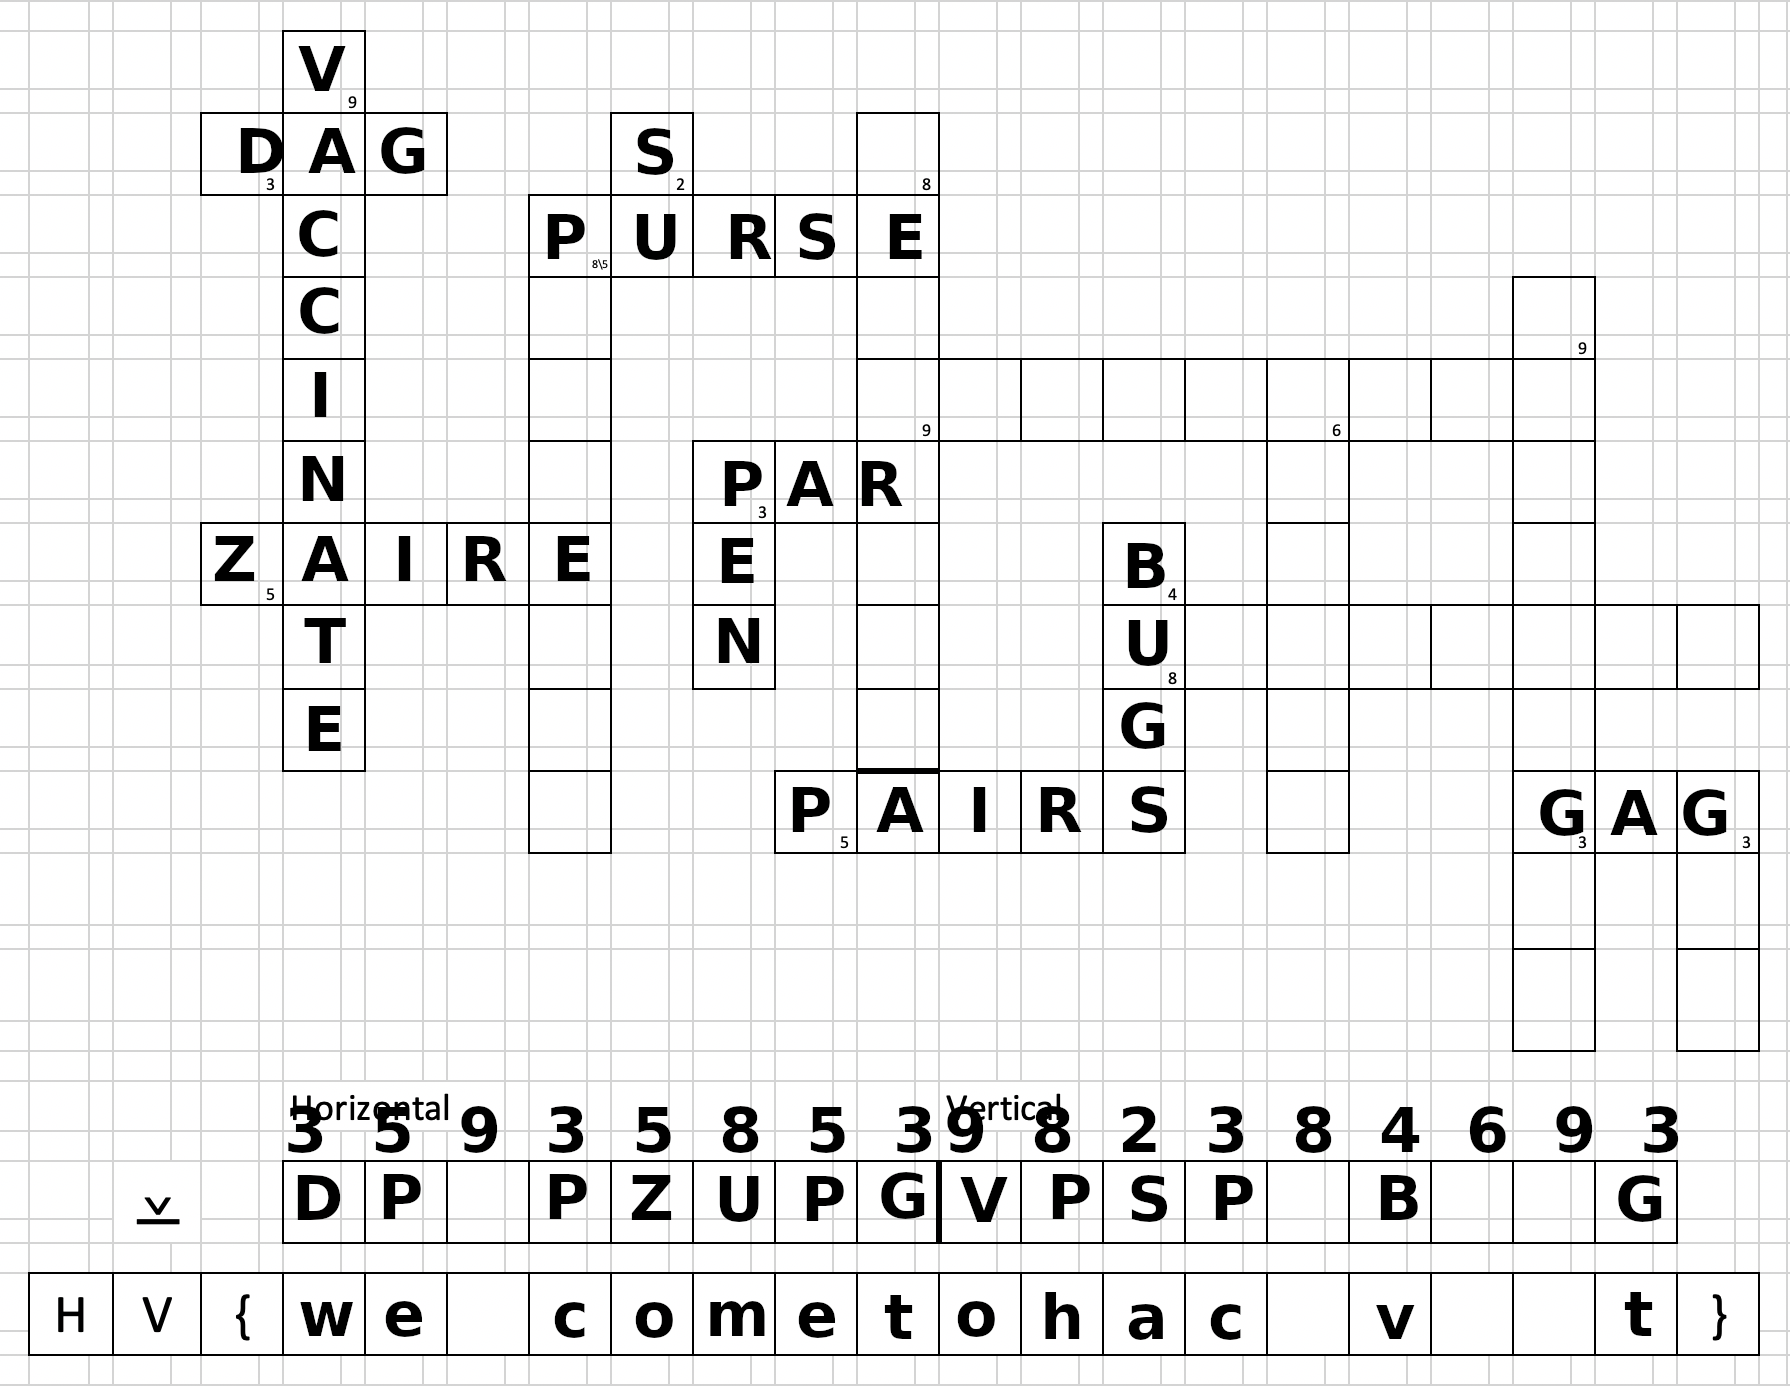 V 9
D 3 A G S 2 8
C P 8\5 U R S E
C 9
I 9 6
N P 3 A R
Z 5 A I R E E B 4
T N U 8
E G
P 5 A I R S G 3 A G 3
Horizontal Vertical
3 5 9 3 5 8 5 3 9 8 2 3 8 4 6 9 3
v D P P Z U P G V P S P B G
H V { w e c o m e t o h a c v t }